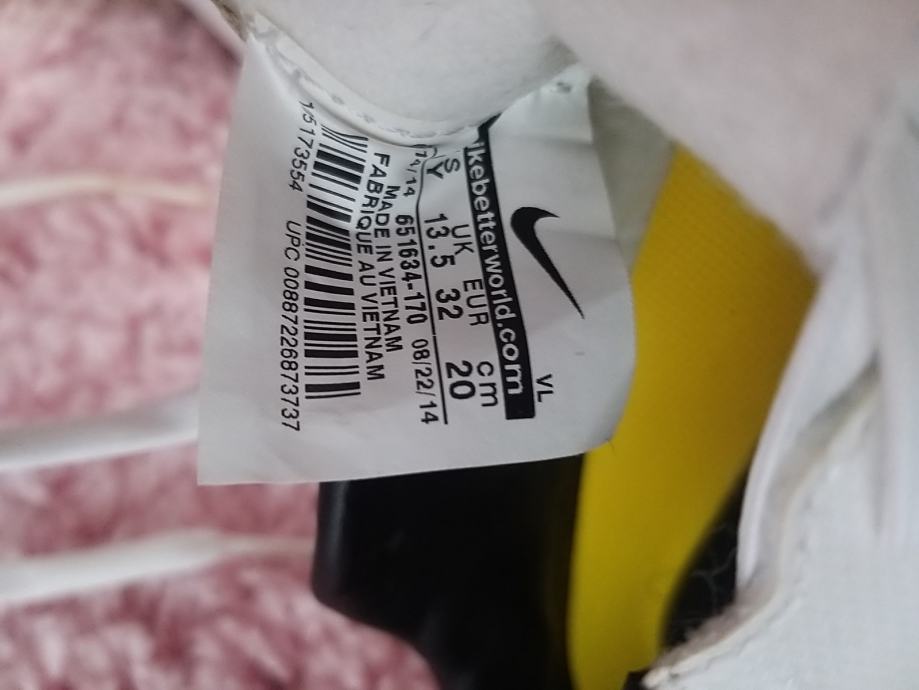 VL
ikebetterworld.com
S UK EUR cm
Y 13.5 32 20
/14 651634-170 08/22/14
MADE IN VIETNAM
FABRIQUE AU VIETNAM
15173554 UPC 00887226873737